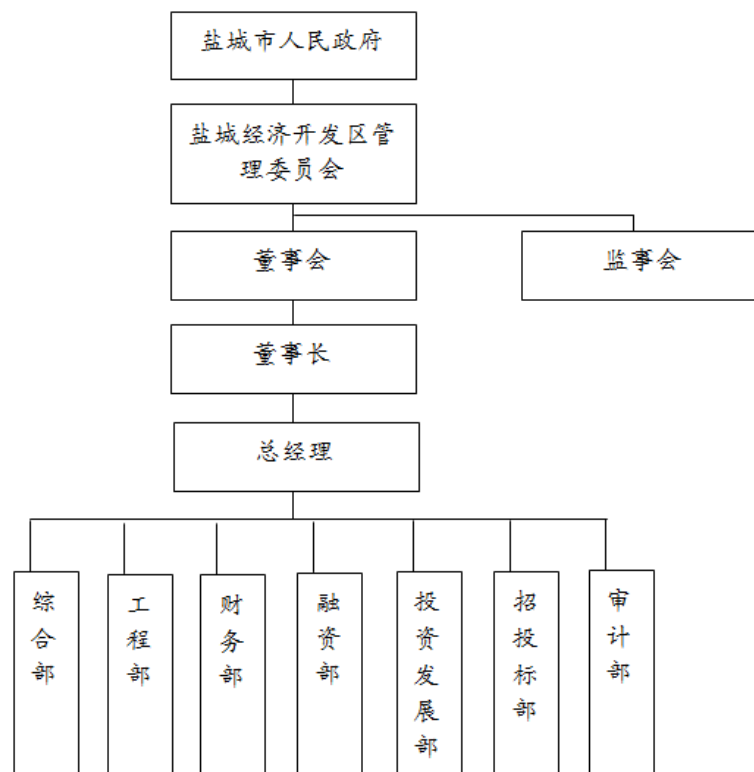 盐城市人民政府
盐城经济开发区管
理委员会
董事会
监事会
董事长
总经理
综合部
工程部
财务部
融资部
投资发展部
招投标部
审计部